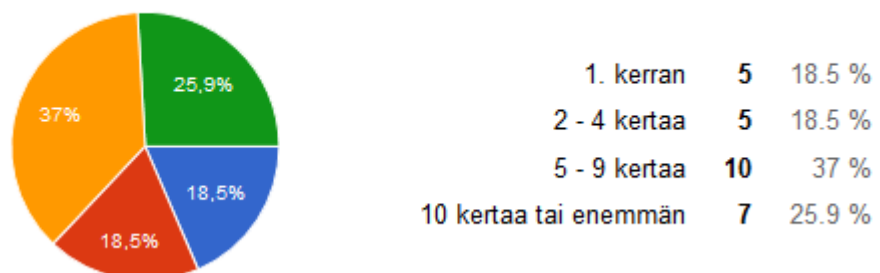 25,9%
37%
18,5%
18,5%
1. kerran 5 18.5 %
2 - 4 kertaa 5 18.5 %
5 - 9 kertaa 10 37 %
10 kertaa tai enemmän 7 25.9 %